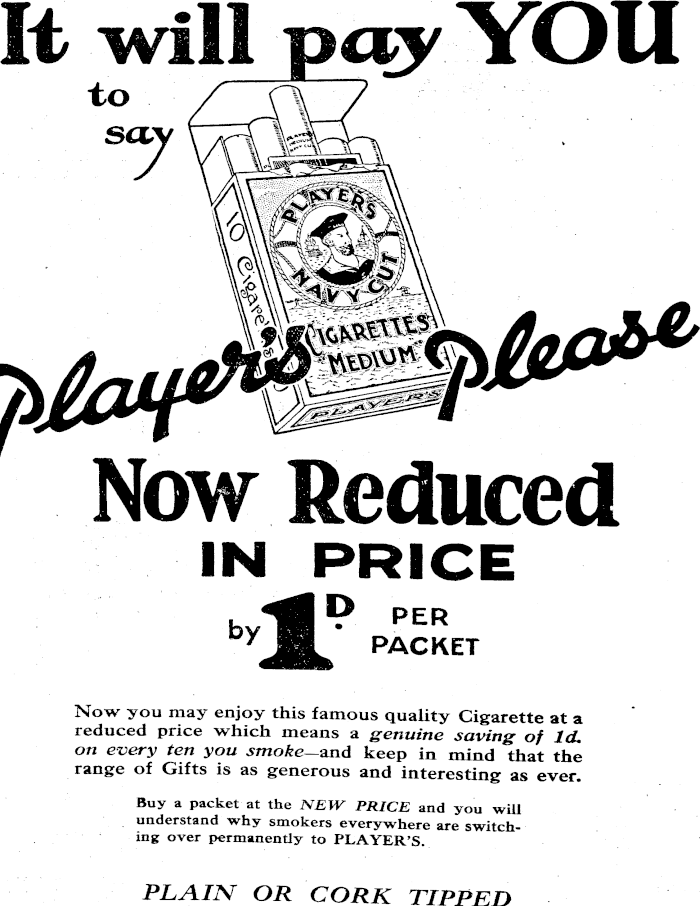 It will pay YOU
to
say
PLAYER'S
NAVY CUT
10 Cigare
CIGARETTES
"MEDIUM"
PLAYER'S
Player's Please
Now Reduced
IN PRICE
by 1D. PER
PACKET
Now you may enjoy this famous quality Cigarette at a
reduced price which means a genuine saving of 1d.
on every ten you smoke—and keep in mind that the
range of Gifts is as generous and interesting as ever.
Buy a packet at the NEW PRICE and you will
understand why smokers everywhere are switch-
ing over permanently to PLAYER'S.
PLAIN OR CORK TIPPED